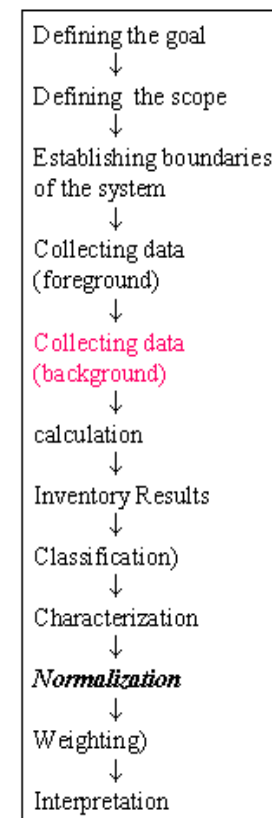 Defining the goal
↓
Defining the scope
↓
Establishing boundaries
of the system
↓
Collecting data
(foreground)
↓
Collecting data
(background)
↓
calculation
↓
Inventory Results
↓
Classification)
↓
Characterization
↓
Normalization
↓
Weighting)
↓
Interpretation